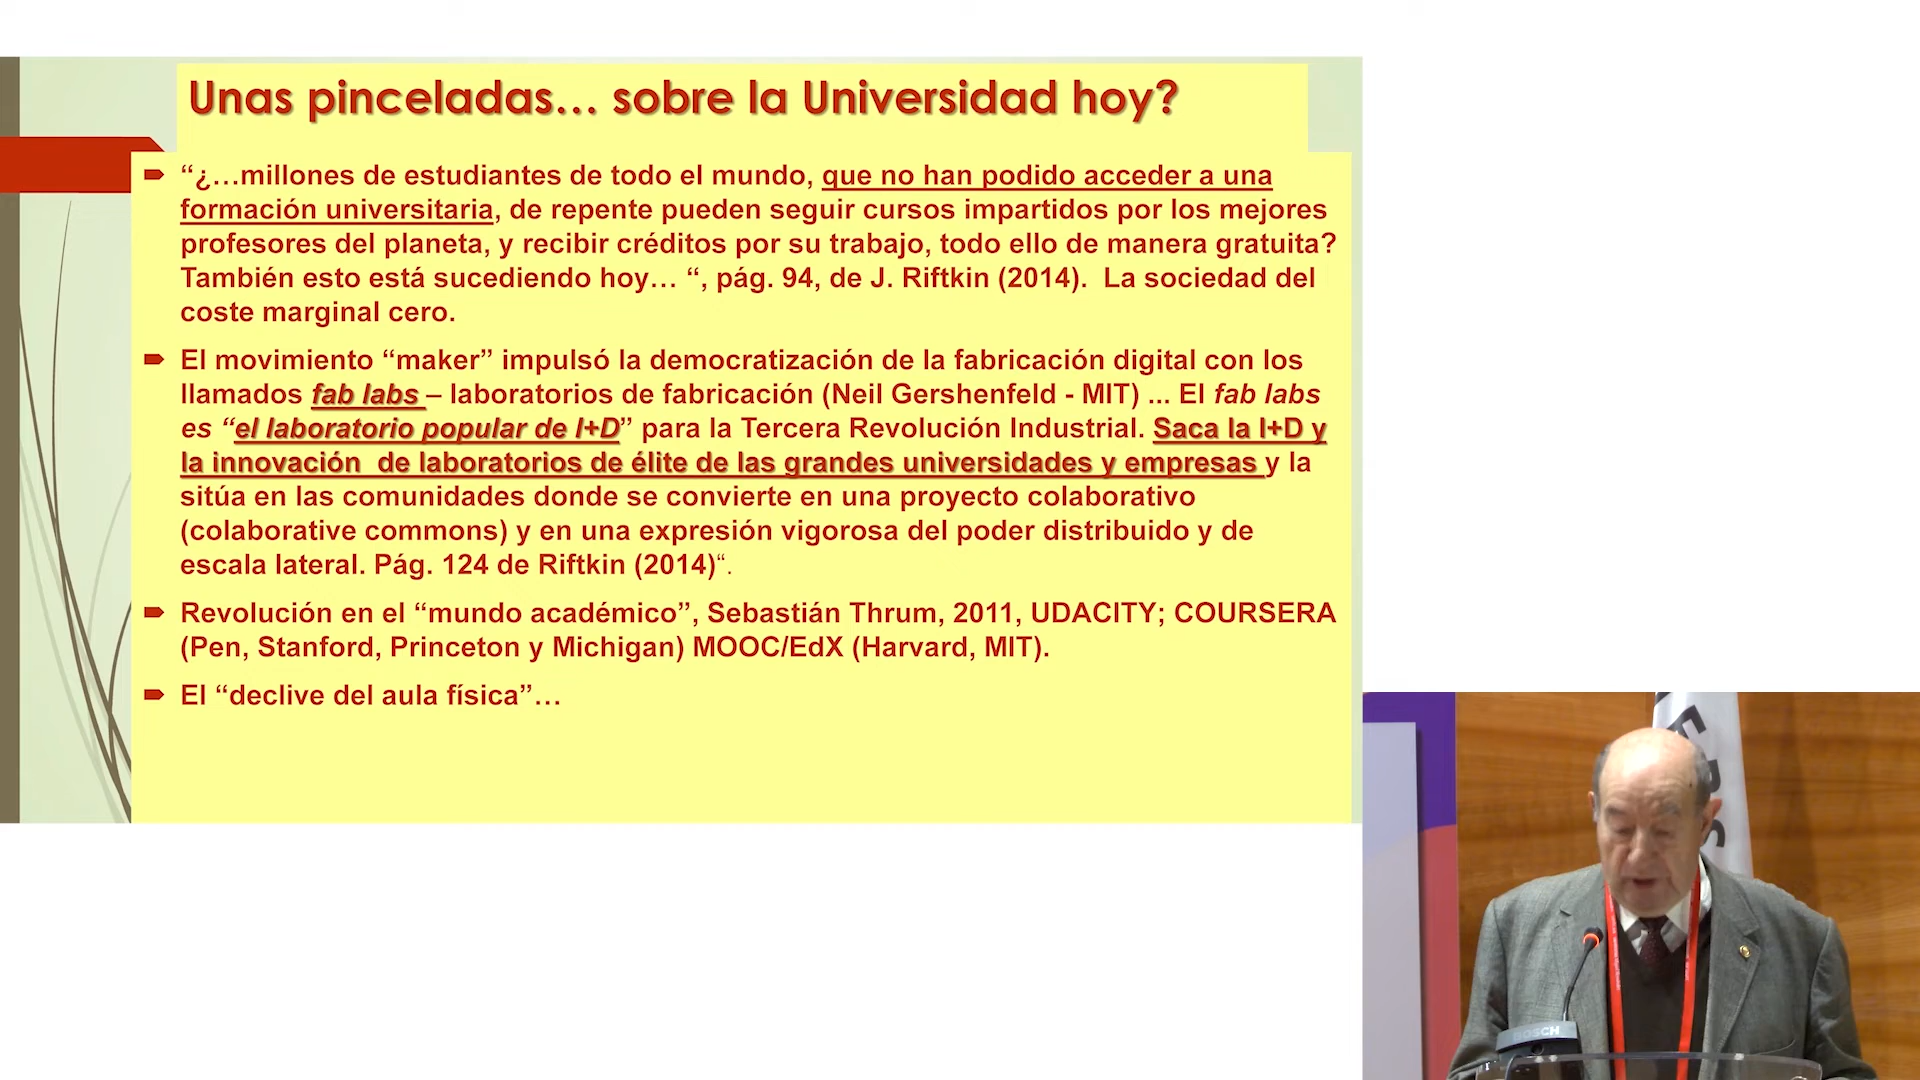 Unas pinceladas… sobre la Universidad hoy?
“¿…millones de estudiantes de todo el mundo, que no han podido acceder a una
formación universitaria, de repente pueden seguir cursos impartidos por los mejores
profesores del planeta, y recibir créditos por su trabajo, todo ello de manera gratuita?
También esto está sucediendo hoy… “, pág. 94, de J. Riftkin (2014).  La sociedad del
coste marginal cero.
El movimiento “maker” impulsó la democratización de la fabricación digital con los
llamados fab labs – laboratorios de fabricación (Neil Gershenfeld - MIT) ... El fab labs
es “el laboratorio popular de I+D” para la Tercera Revolución Industrial. Saca la I+D y
la innovación  de laboratorios de élite de las grandes universidades y empresas y la
sitúa en las comunidades donde se convierte en una proyecto colaborativo
(colaborative commons) y en una expresión vigorosa del poder distribuido y de
escala lateral. Pág. 124 de Riftkin (2014)“.
Revolución en el “mundo académico”, Sebastián Thrum, 2011, UDACITY; COURSERA
(Pen, Stanford, Princeton y Michigan) MOOC/EdX (Harvard, MIT).
El “declive del aula física”…
BOSCH